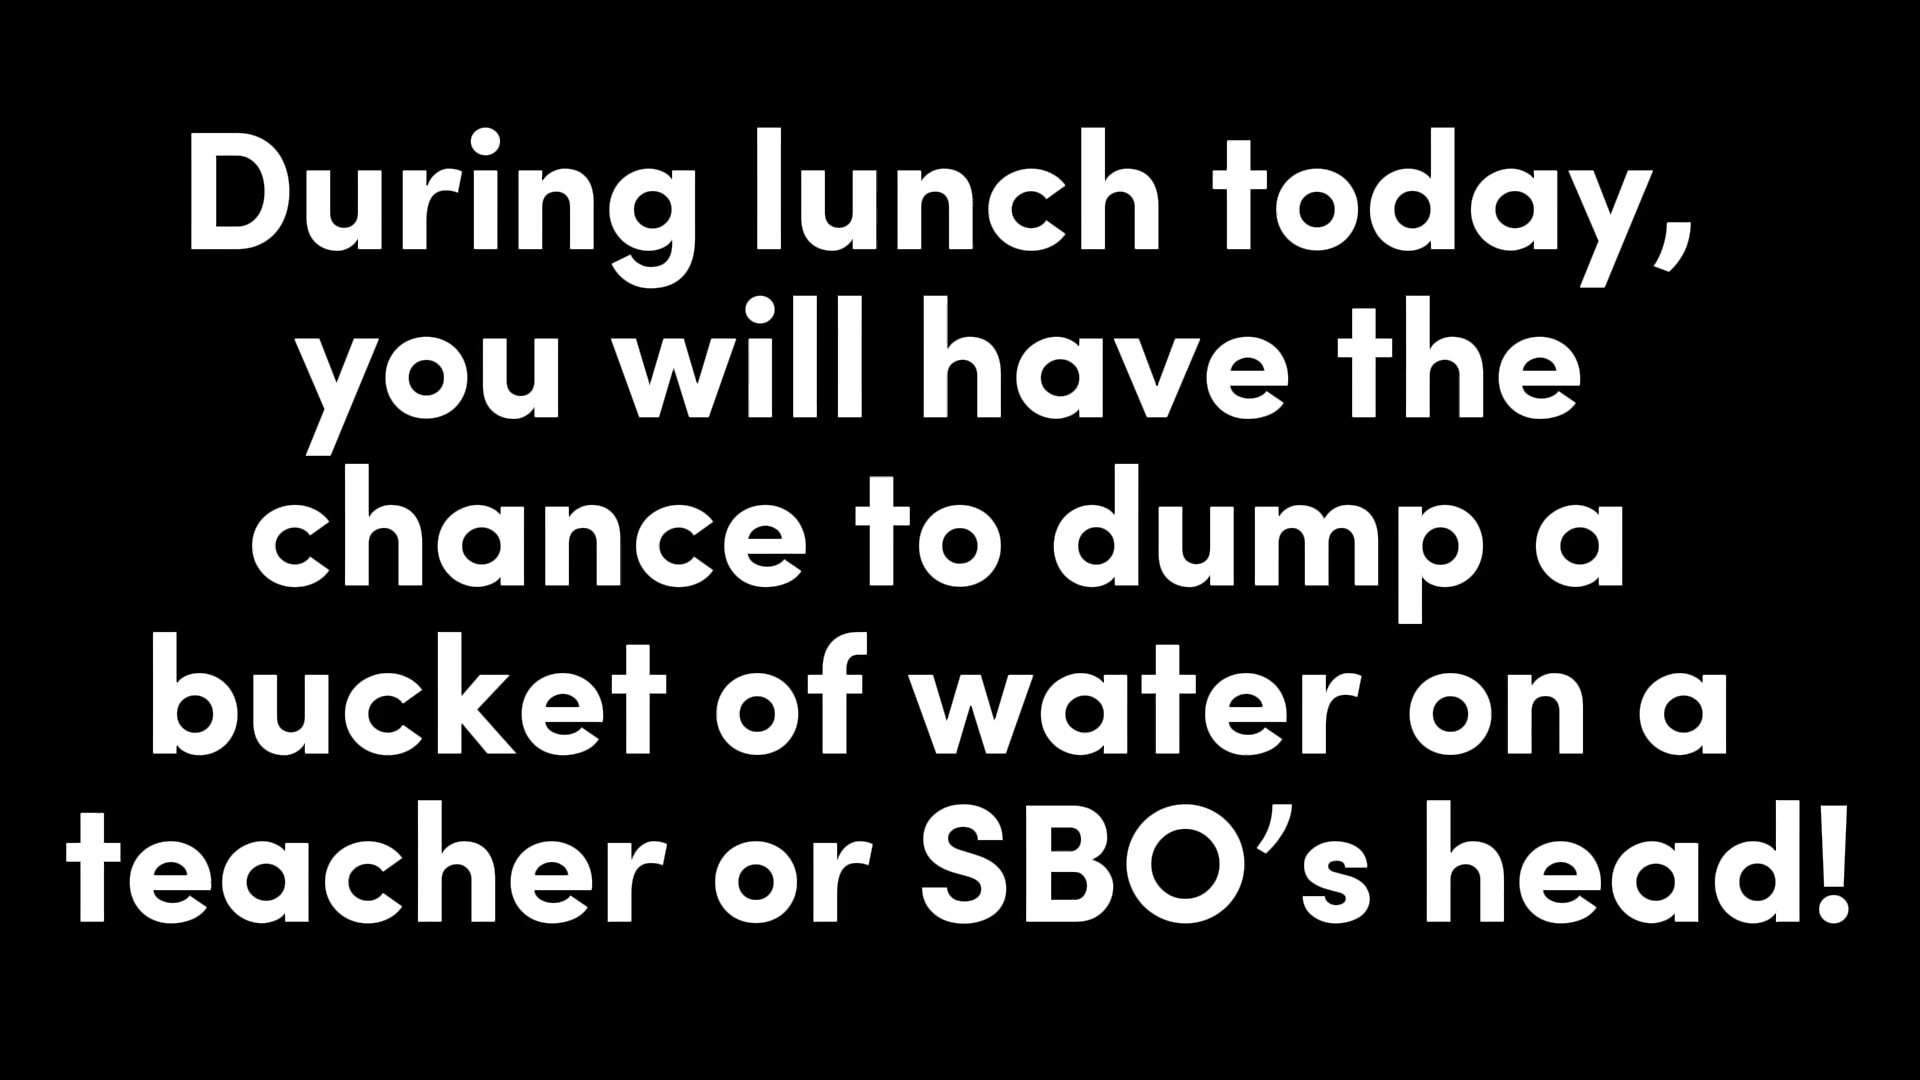 During lunch today,
you will have the
chance to dump a
bucket of water on a
teacher or SBO’s head!